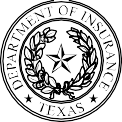 DEPARTMENT OF INSURANCE
TEXAS